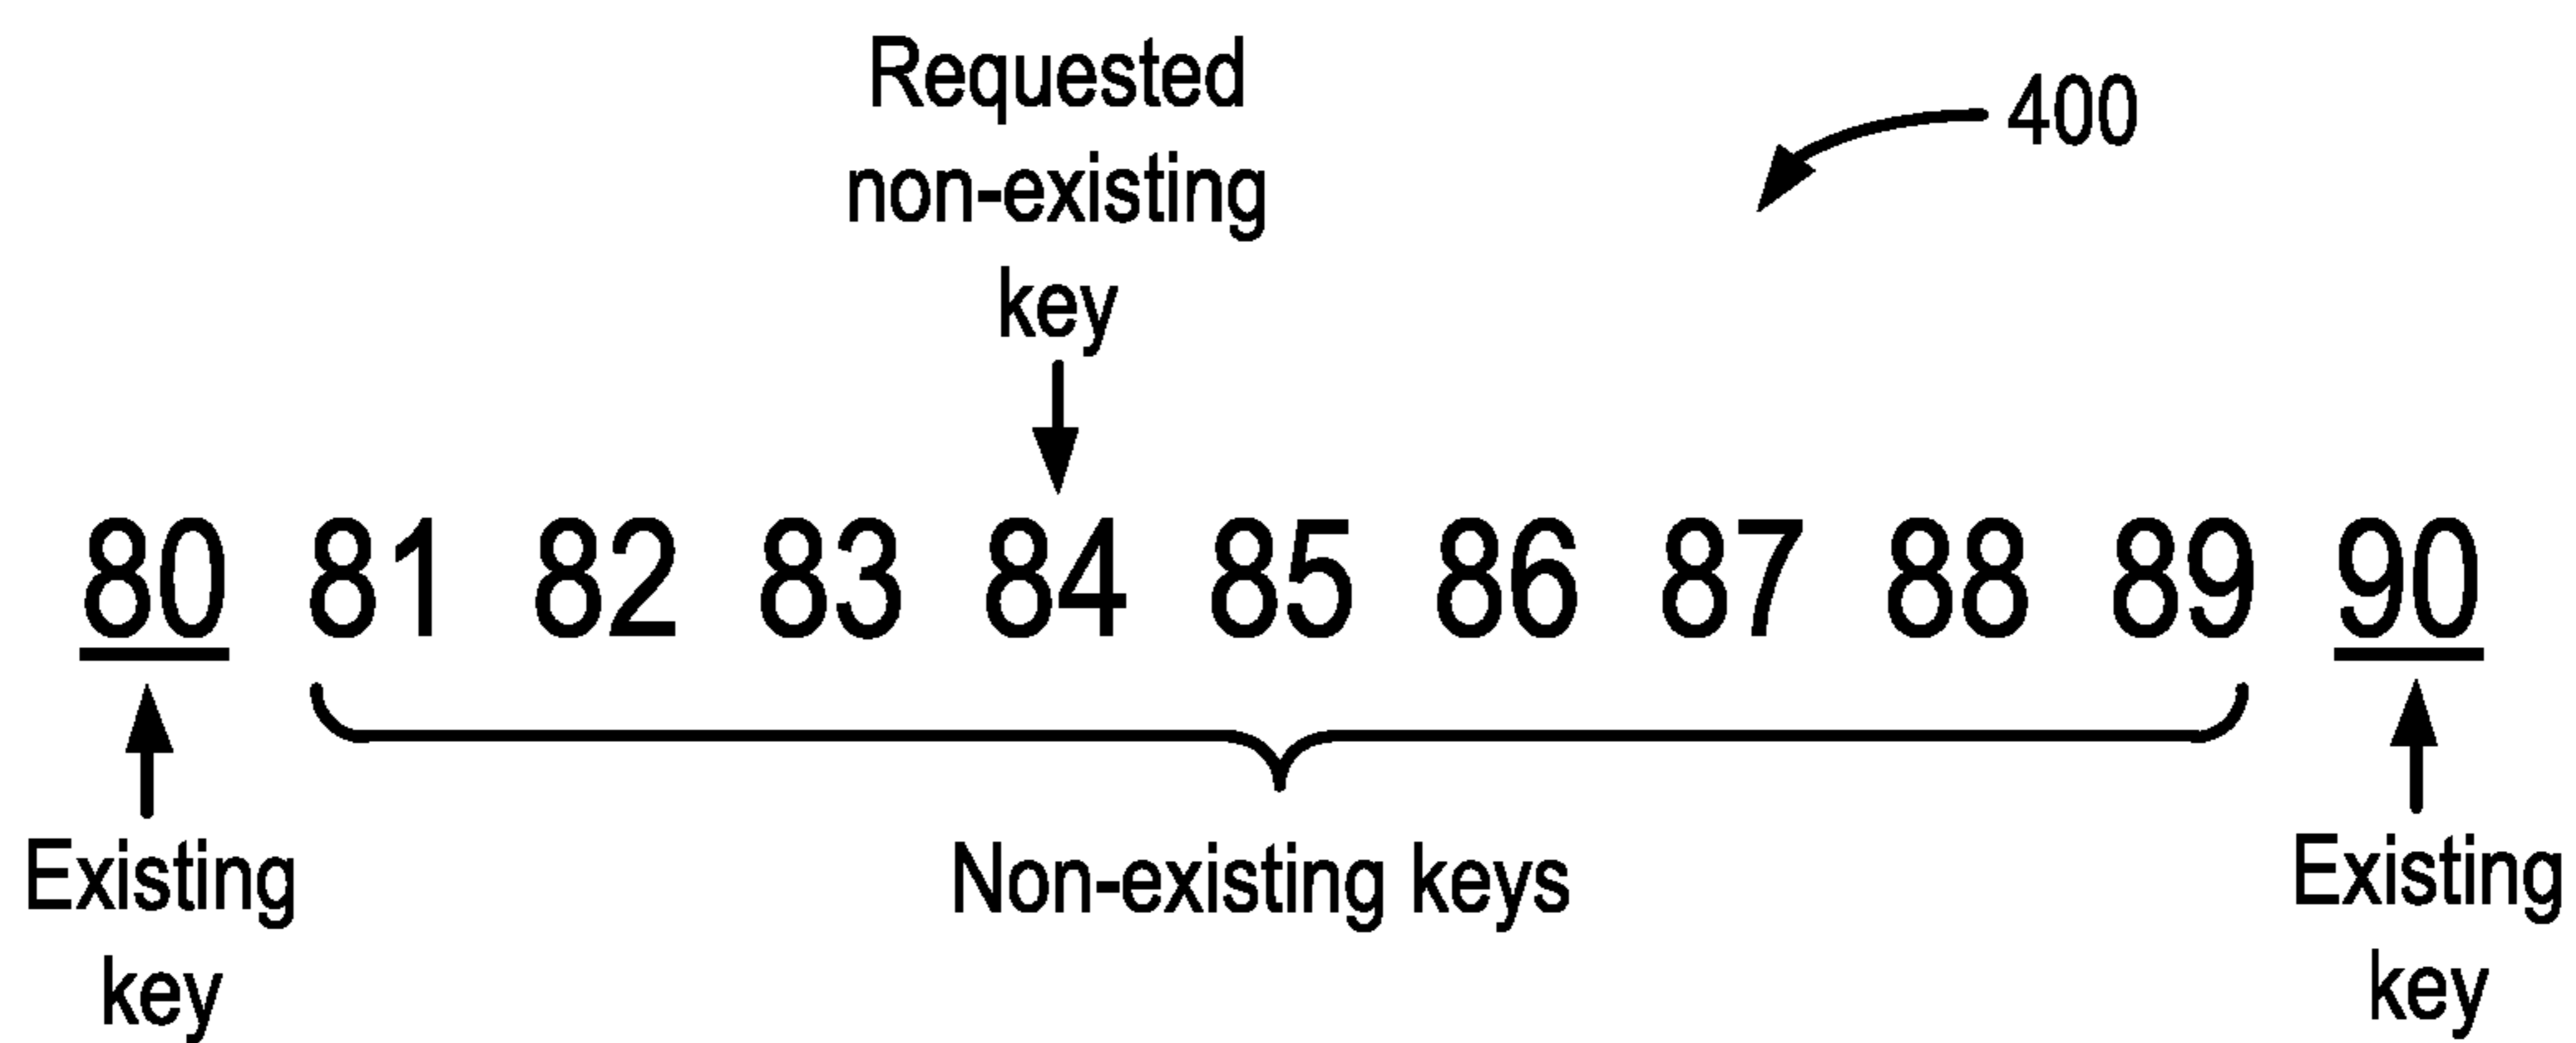 Requested
non-existing
key
400
80 81 82 83 84 85 86 87 88 89 90
Existing
key
Non-existing keys
Existing
key